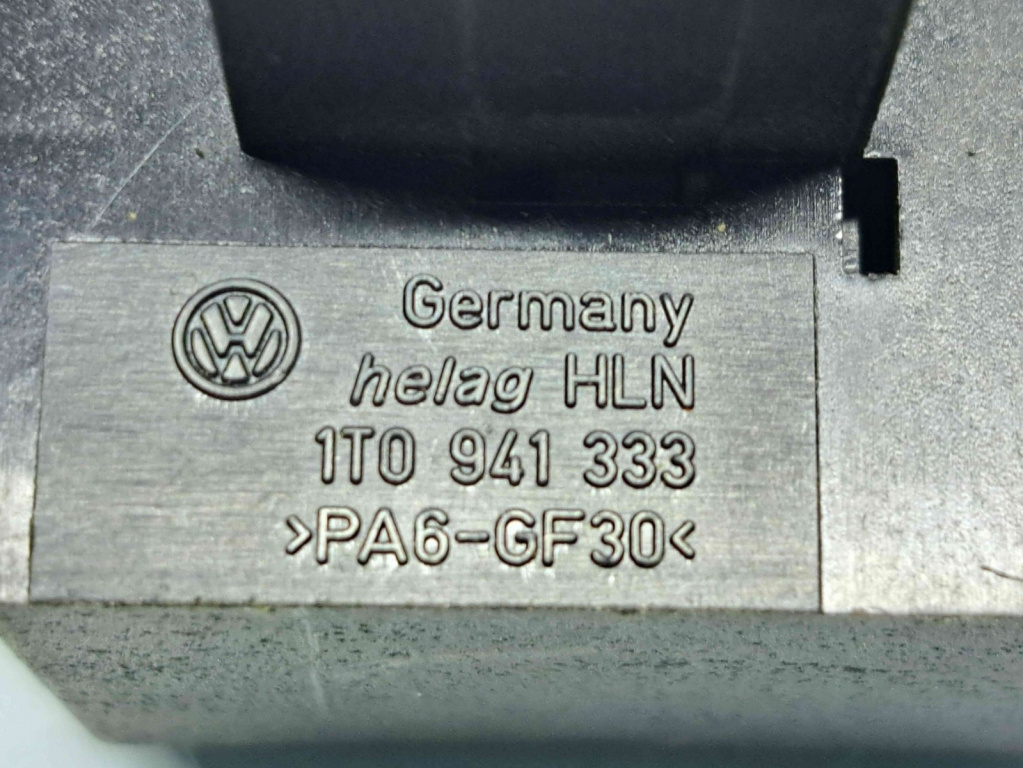 Germany
helag HLN
1T0 941 333
>PA6-GF30<